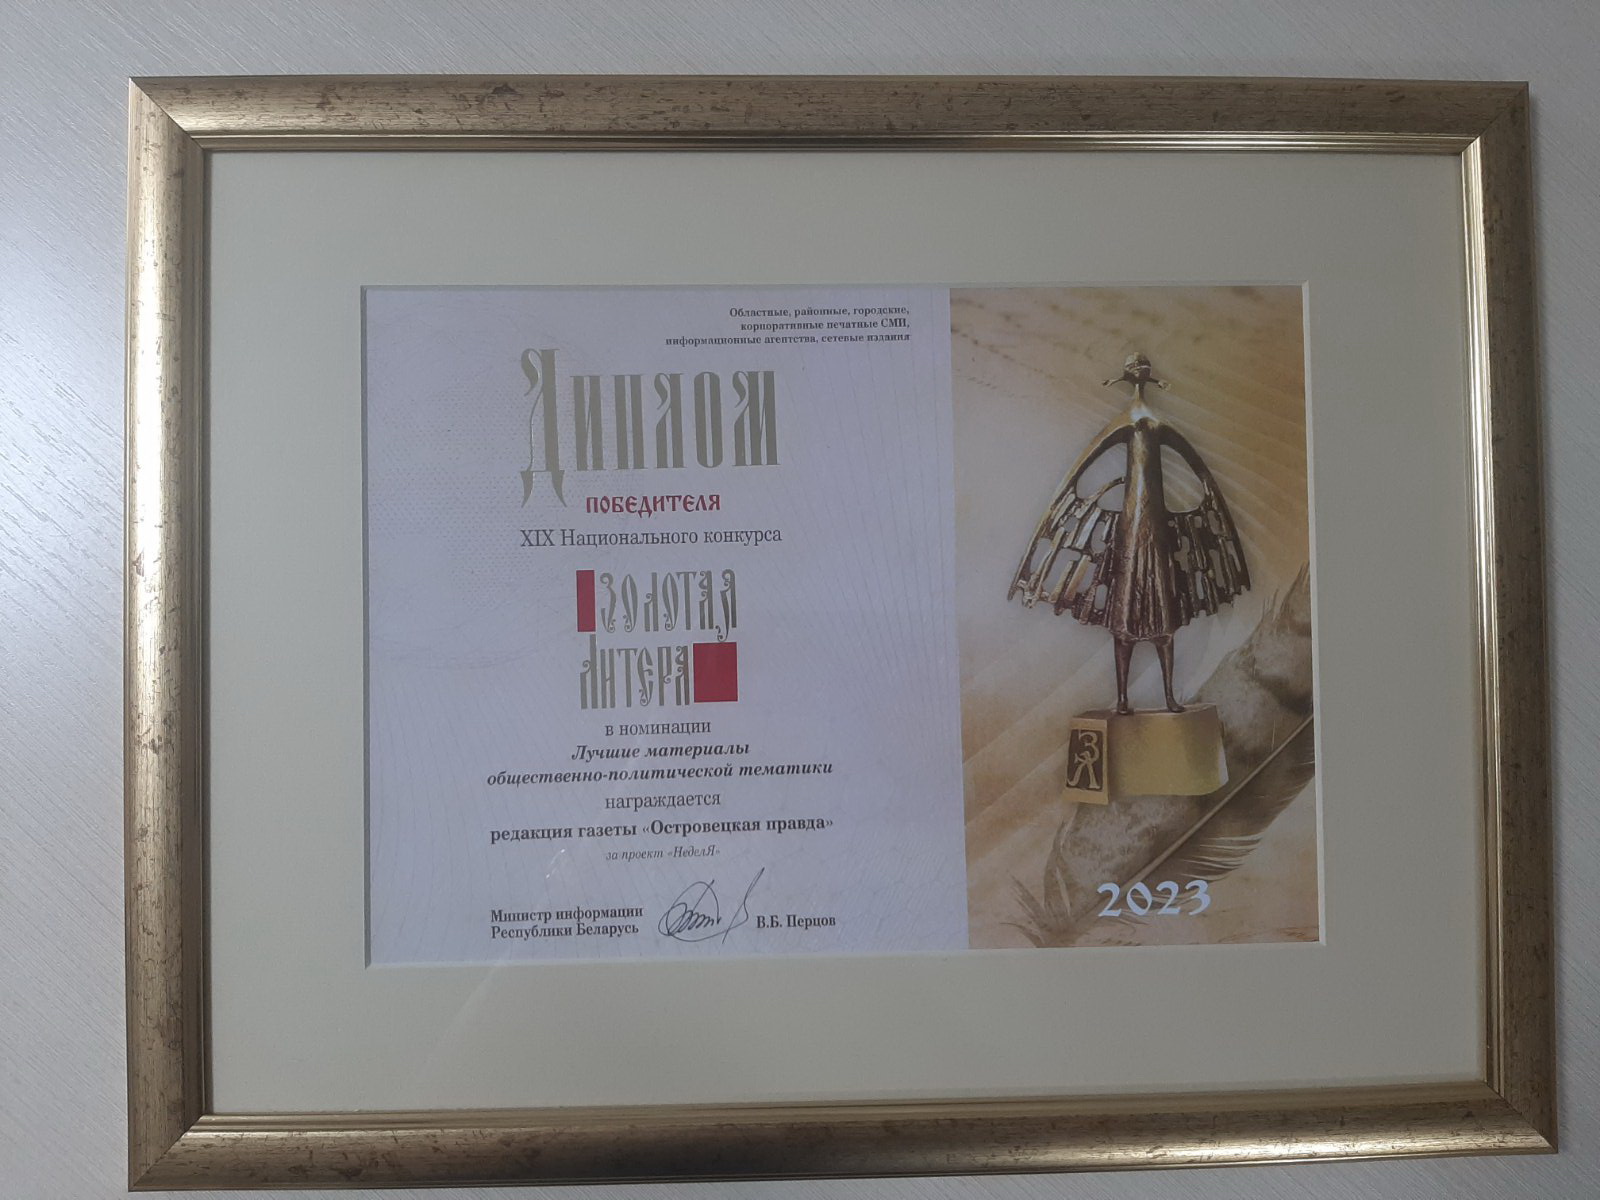 Областные, районные, городские,
корпоративные печатные СМИ,
информационные агентства, сетевые издания
Диплом
ПОБЕДИТЕЛЯ
XIX Национального конкурса
ЗОЛОТАЯ
ЛИТЕРА
в номинации
Лучшие материалы
общественно-политической тематики
награждается
редакция газеты «Островецкая правда»
за проект «НеделЯ»
Министр информации
Республики Беларусь
В.Б. Перцов
ЗЛ
2023